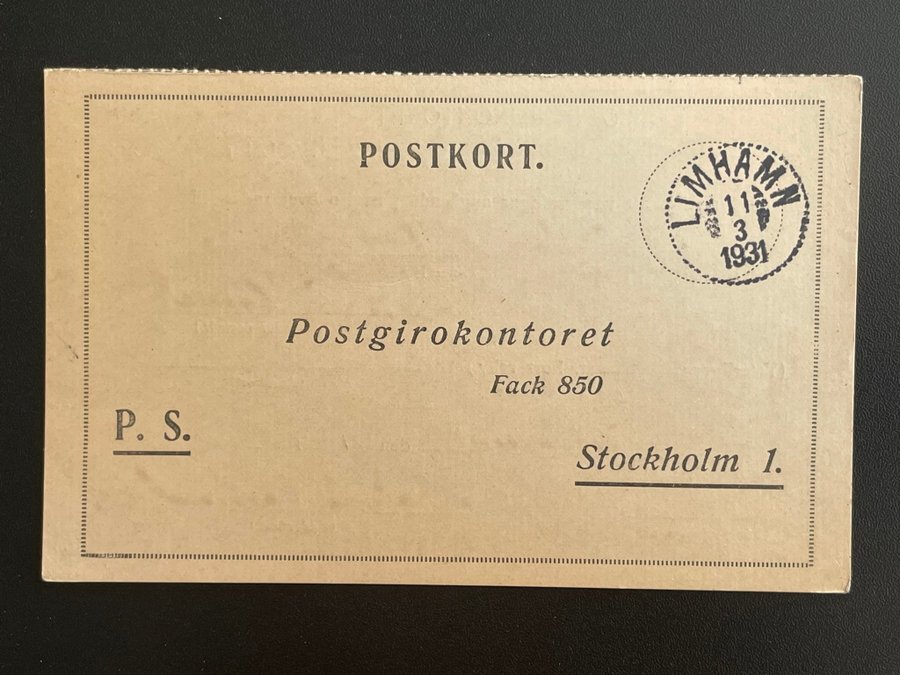 POSTKORT.
LIMHAMN
11
3
1931
Postgirokontoret
Fack 850
P. S.
Stockholm 1.